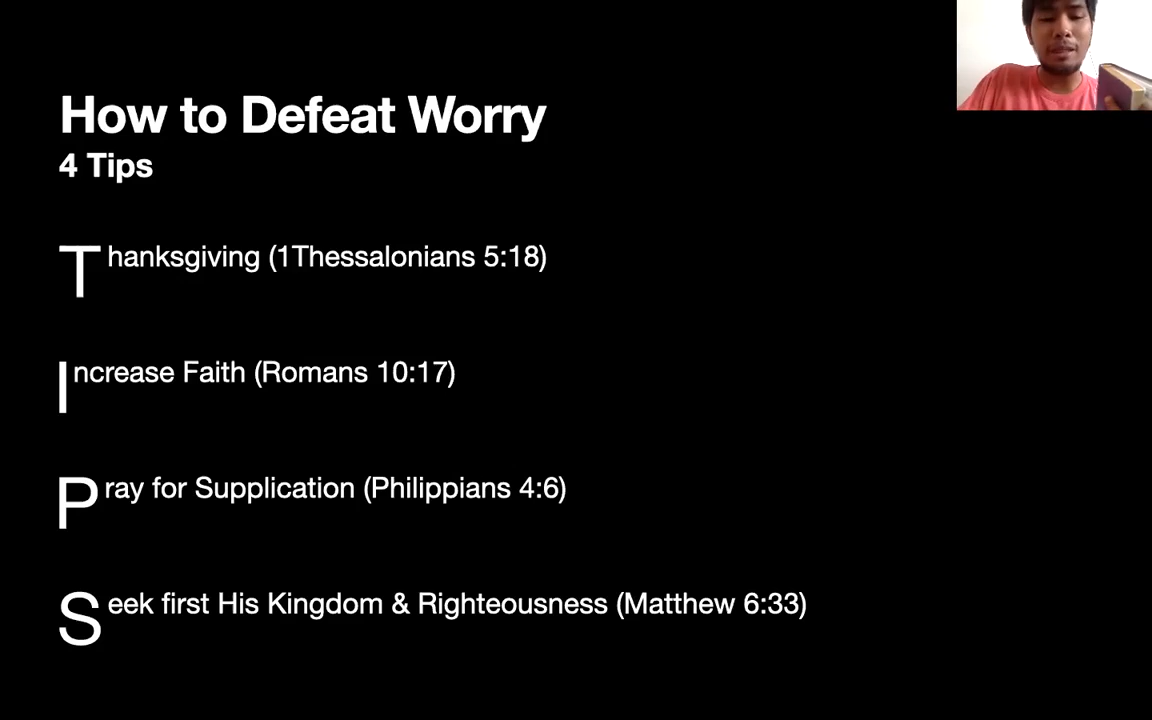 How to Defeat Worry
4 Tips
Thanksgiving (1Thessalonians 5:18)
Increase Faith (Romans 10:17)
Pray for Supplication (Philippians 4:6)
Seek first His Kingdom & Righteousness (Matthew 6:33)